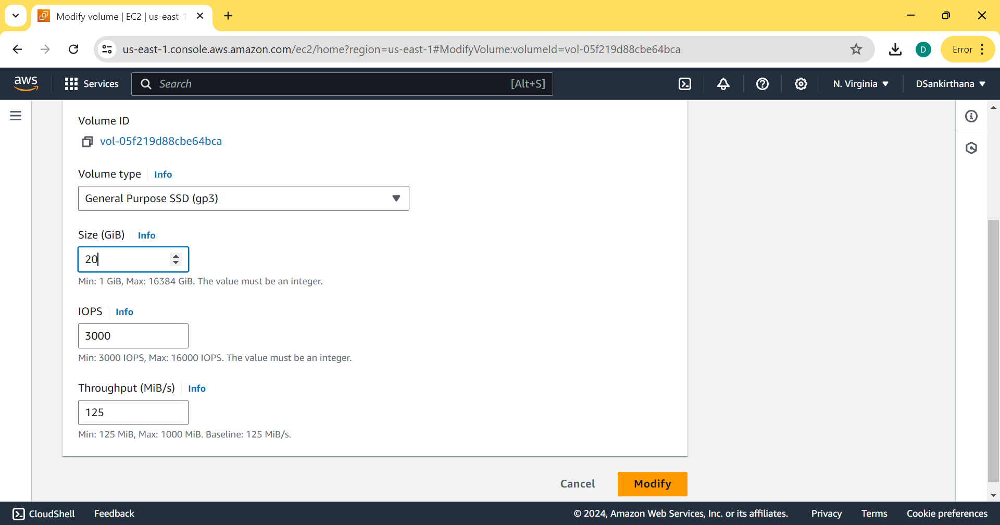 Modify volume | EC2 | us-east-1
us-east-1.console.aws.amazon.com/ec2/home?region=us-east-1#ModifyVolume:volumeId=vol-05f219d88cbe64bca
D
Error
aws
Services
Search
[Alt+S]
N. Virginia
DSankirthana
Volume ID
vol-05f219d88cbe64bca
Volume type Info
General Purpose SSD (gp3)
Size (GiB) Info
20
Min: 1 GiB, Max: 16384 GiB. The value must be an integer.
IOPS Info
3000
Min: 3000 IOPS, Max: 16000 IOPS. The value must be an integer.
Throughput (MiB/s) Info
125
Min: 125 MiB, Max: 1000 MiB. Baseline: 125 MiB/s.
Cancel
Modify
CloudShell
Feedback
© 2024, Amazon Web Services, Inc. or its affiliates.
Privacy
Terms
Cookie preferences